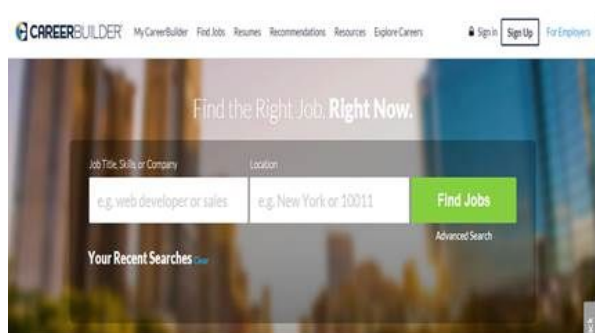 CAREERBUILDER MyCareerBuilder Find Jobs Resumes Recommendations Resources Explore Careers Sign in Sign Up For Employers
Find the Right Job. Right Now.
Job Title, Skills or Company Location
e.g. web developer or sales e.g. New York or 10011 Find Jobs
Advanced Search
Your Recent Searches Clear